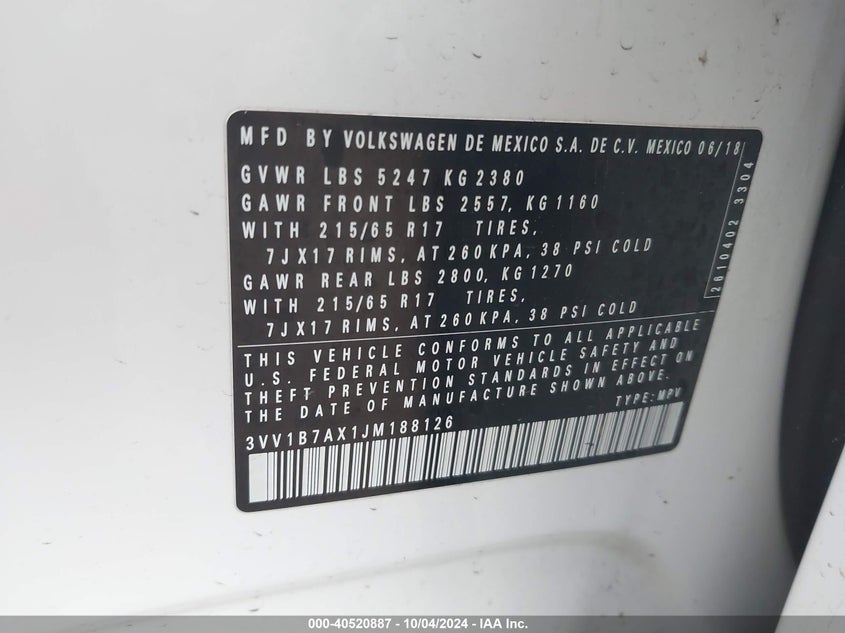 MFD BY VOLKSWAGEN DE MEXICO S.A. DE C.V. MEXICO 06/18
GVWR LBS 5247 KG 2380
GAWR FRONT LBS 2557, KG 1160
WITH 215/65 R17 TIRES,
7JX17 RIMS, AT 260 KPA, 38 PSI COLD
GAWR REAR LBS 2800, KG 1270
WITH 215/65 R17 TIRES,
7JX17 RIMS, AT 260 KPA, 38 PSI COLD
2610402 3304
THIS VEHICLE CONFORMS TO ALL APPLICABLE
U.S. FEDERAL MOTOR VEHICLE SAFETY AND
THEFT PREVENTION STANDARDS IN EFFECT ON
THE DATE OF MANUFACTURE SHOWN ABOVE.
TYPE: MPV
3VV1B7AX1JM188126
000-40520887 - 10/04/2024 - IAA Inc.